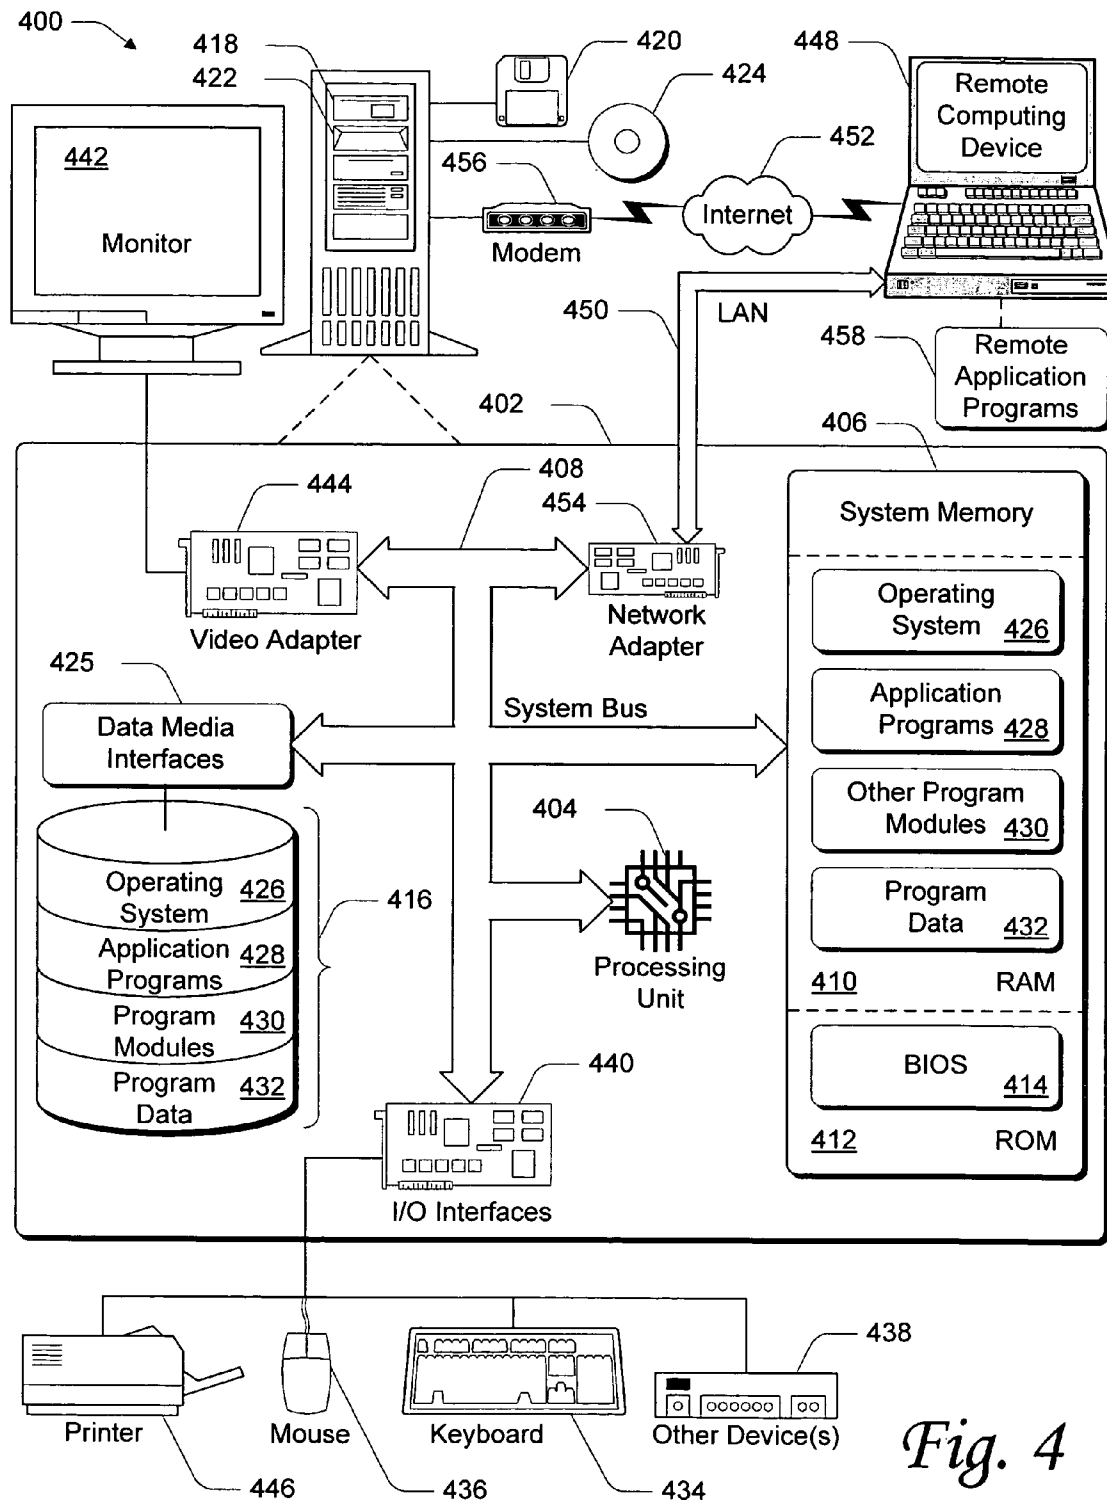 400
418
422
420
424
448
Remote
Computing
Device
442
Monitor
456
Modem
452
Internet
450
LAN
458
Remote
Application
Programs
402
406
444
408
454
System Memory
Video Adapter
Network
Adapter
Operating
System 426
425
Data Media
Interfaces
System Bus
Application
Programs 428
Other Program
Modules 430
404
Processing
Unit
Program
Data 432
410 RAM
Operating
System 426
416
Application
Programs 428
Program
Modules 430
Program
Data 432
BIOS 414
412 ROM
440
I/O Interfaces
438
Printer
Mouse
Keyboard
Other Device(s)
446
436
434
Fig. 4